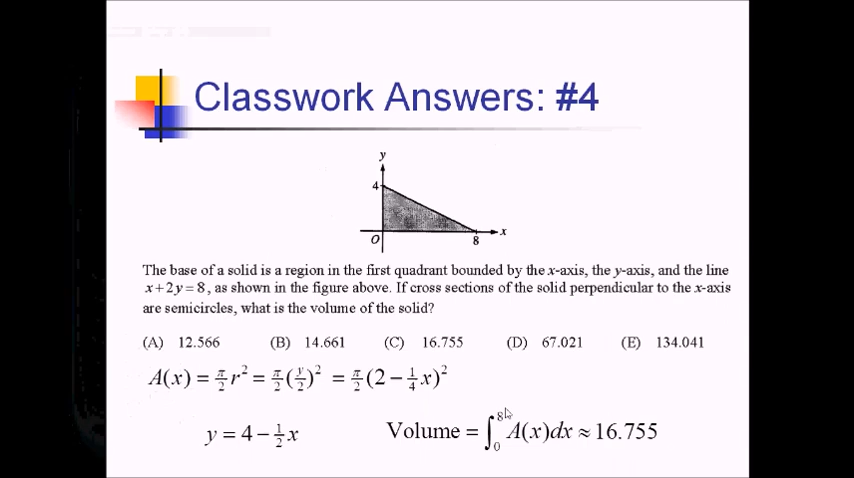 Classwork Answers: #4
y
4
O
8
x
The base of a solid is a region in the first quadrant bounded by the x-axis, the y-axis, and the line
x+2y=8, as shown in the figure above. If cross sections of the solid perpendicular to the x-axis
are semicircles, what is the volume of the solid?
(A) 12.566 (B) 14.661 (C) 16.755 (D) 67.021 (E) 134.041
A(x) = π/2 r² = π/2 (y/2)² = π/2 (2 − 1/4 x)²
y = 4 − 1/2 x
Volume = ∫₀⁸ A(x)dx ≈ 16.755